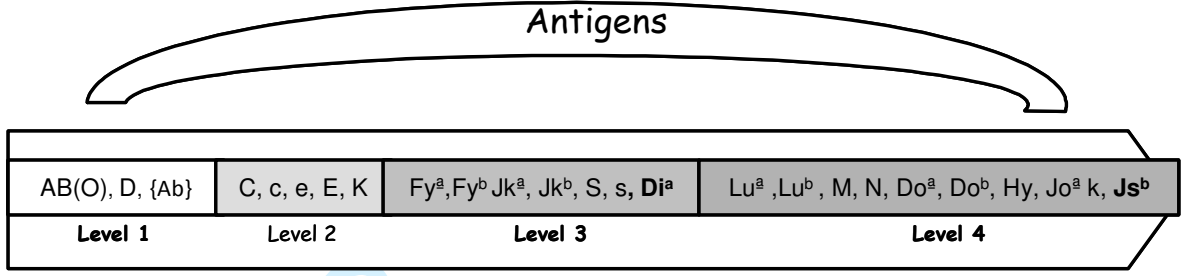 Antigens
AB(O), D, {Ab} C, c, e, E, K Fyª,Fyᵇ Jkª, Jkᵇ, S, s, Diᵃ Luª ,Luᵇ , M, N, Doª, Doᵇ, Hy, Joª k, Jsᵇ
Level 1 Level 2 Level 3 Level 4